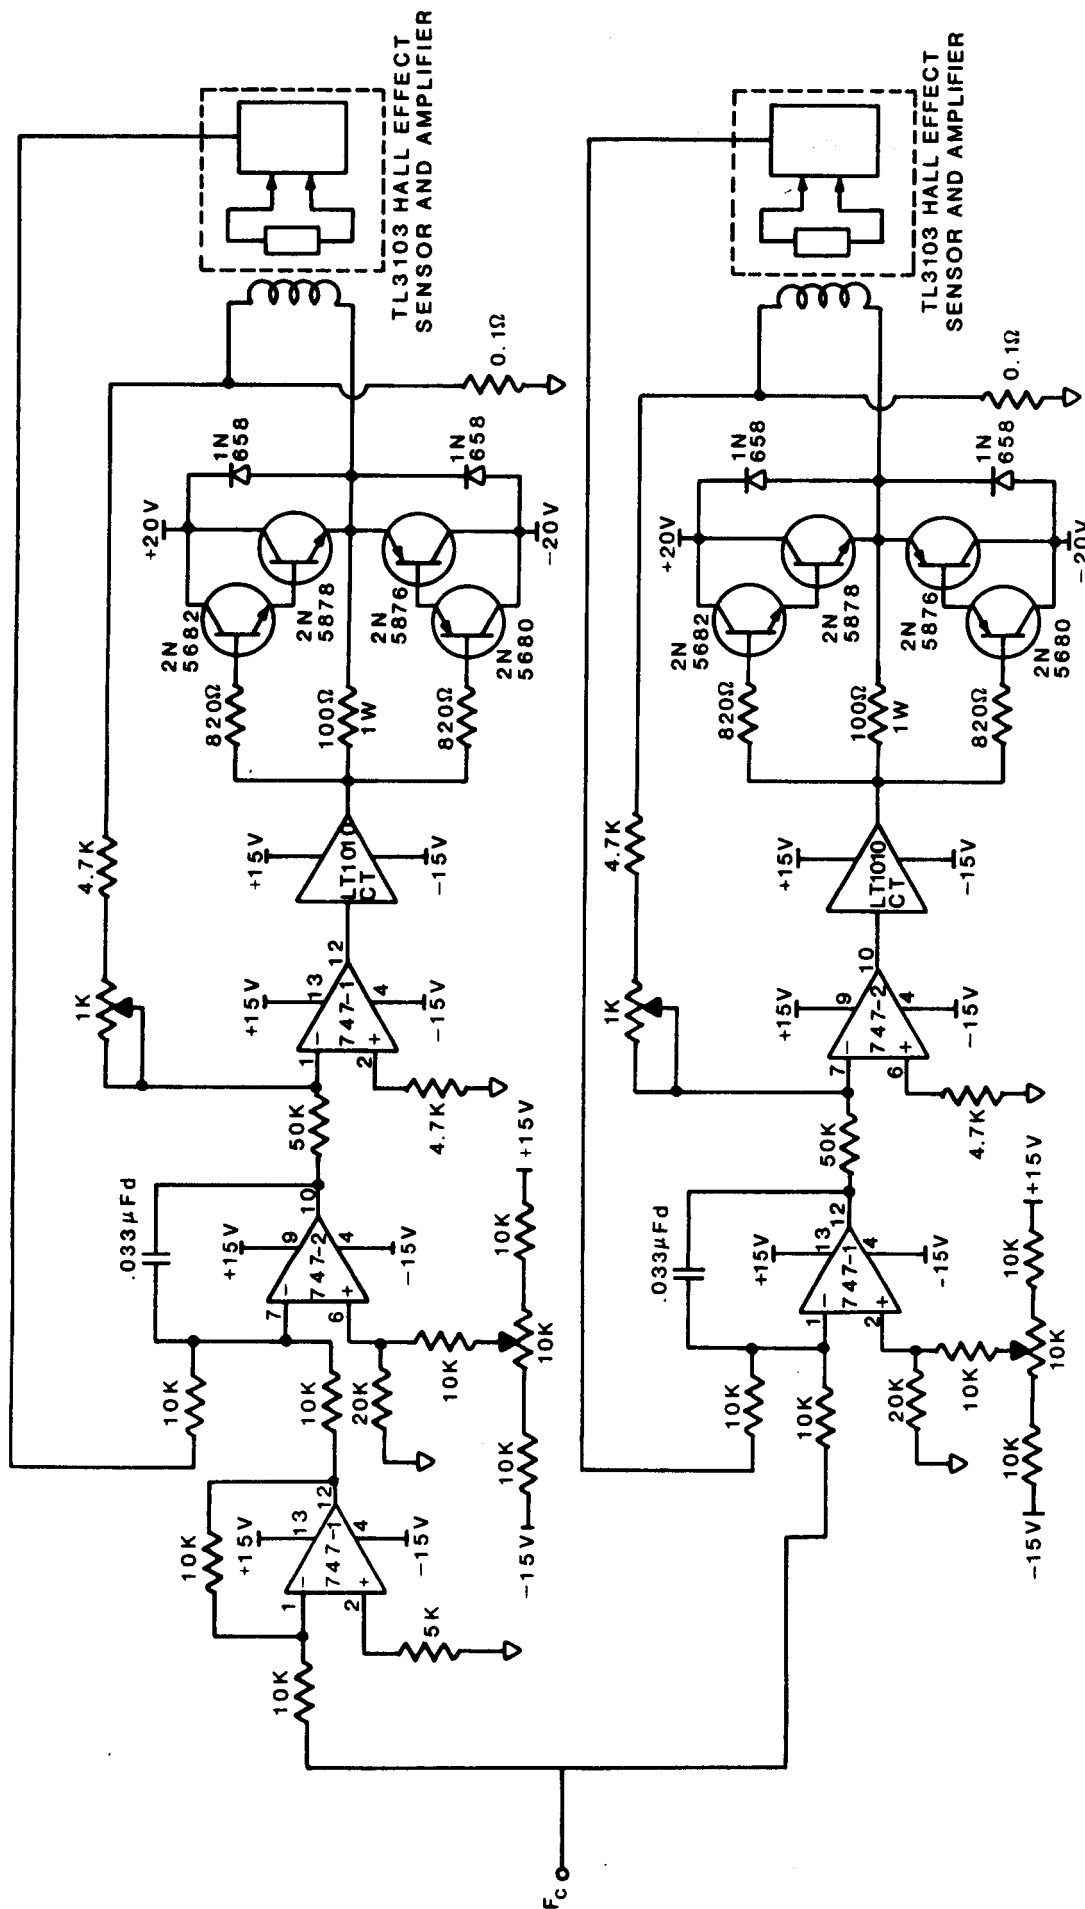 F_C
10K
10K
+15V
13
1
−
747-1
12
2
+
4
−15V
5K
10K
10K
.033µFd
+15V
9
7
−
747-2
10
6
+
4
−15V
20K
10K
−15V
10K
10K
10K
+15V
50K
1K
4.7K
+15V
13
1
−
747-1
12
2
+
4
−15V
4.7K
+15V
LT1010
CT
−15V
820Ω
100Ω
1W
820Ω
2N
5682
2N
5878
2N
5876
2N
5680
+20V
−20V
1N
658
1N
658
0.1Ω
TL3103 HALL EFFECT
SENSOR AND AMPLIFIER
10K
10K
.033µFd
+15V
13
1
−
747-1
12
2
+
4
-15V
20K
10K
−15V
10K
10K
10K
+15V
50K
1K
4.7K
+15V
9
7
−
747-2
10
6
+
4
−15V
4.7K
+15V
LT1010
CT
−15V
820Ω
100Ω
1W
820Ω
2N
5682
2N
5878
2N
5876
2N
5680
+20V
−20V
1N
658
1N
658
0.1Ω
TL3103 HALL EFFECT
SENSOR AND AMPLIFIER